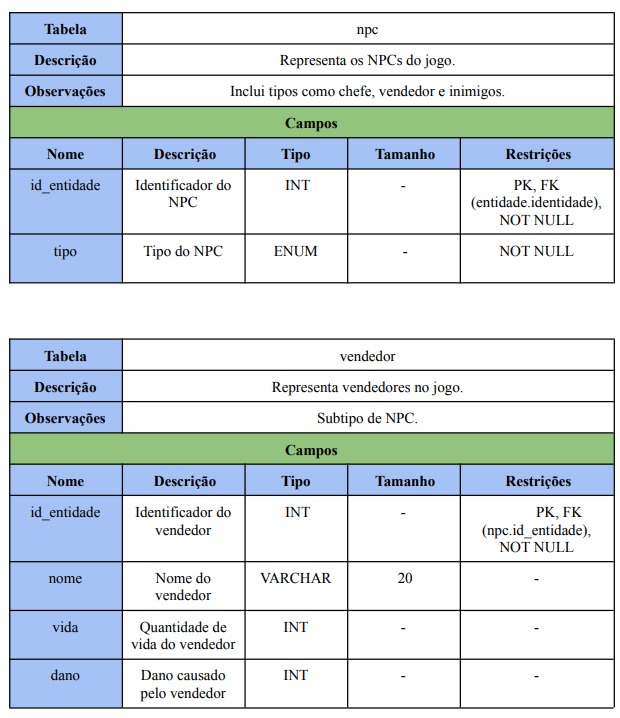 Tabela npc
Descrição Representa os NPCs do jogo.
Observações Inclui tipos como chefe, vendedor e inimigos.
Campos
Nome Descrição Tipo Tamanho Restrições
id_entidade Identificador do INT - PK, FK
NPC (entidade.identidade),
NOT NULL
tipo Tipo do NPC ENUM - NOT NULL
Tabela vendedor
Descrição Representa vendedores no jogo.
Observações Subtipo de NPC.
Campos
Nome Descrição Tipo Tamanho Restrições
id_entidade Identificador do INT - PK, FK
vendedor (npc.id_entidade),
NOT NULL
nome Nome do VARCHAR 20 -
vendedor
vida Quantidade de INT - -
vida do vendedor
dano Dano causado INT - -
pelo vendedor